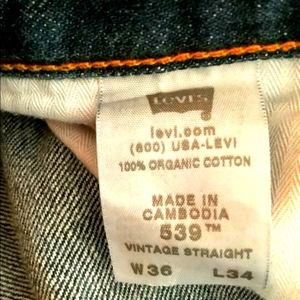 LEVI'S
®
levi.com
(800) USA-LEVI
100% ORGANIC COTTON
MADE IN
CAMBODIA
539™
VINTAGE STRAIGHT
W36 L34